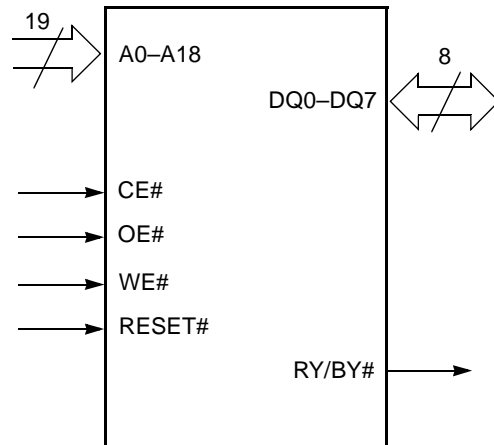 19
A0–A18
8
DQ0–DQ7
CE#
OE#
WE#
RESET#
RY/BY#